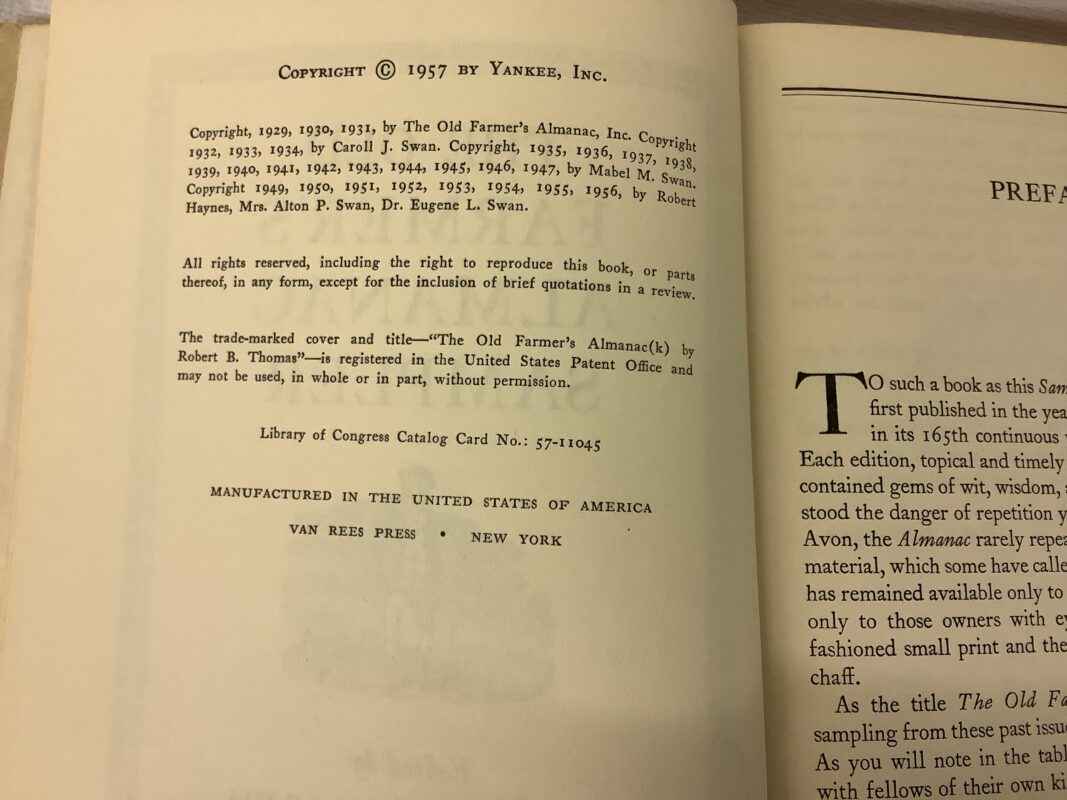 Copyright © 1957 by Yankee, Inc.
Copyright, 1929, 1930, 1931, by The Old Farmer's Almanac, Inc. Copyright
1932, 1933, 1934, by Caroll J. Swan. Copyright, 1935, 1936, 1937, 1938,
1939, 1940, 1941, 1942, 1943, 1944, 1945, 1946, 1947, by Mabel M. Swan.
Copyright 1949, 1950, 1951, 1952, 1953, 1954, 1955, 1956, by Robert
Haynes, Mrs. Alton P. Swan, Dr. Eugene L. Swan.
All rights reserved, including the right to reproduce this book, or parts
thereof, in any form, except for the inclusion of brief quotations in a review.
The trade-marked cover and title—“The Old Farmer's Almanac(k) by
Robert B. Thomas”—is registered in the United States Patent Office and
may not be used, in whole or in part, without permission.
Library of Congress Catalog Card No.: 57-11045
MANUFACTURED IN THE UNITED STATES OF AMERICA
VAN REES PRESS • NEW YORK
PREFA
TO such a book as this Sam
first published in the yea
in its 165th continuous
Each edition, topical and timely
contained gems of wit, wisdom,
stood the danger of repetition y
Avon, the Almanac rarely repea
material, which some have calle
has remained available only to
only to those owners with ey
fashioned small print and the
chaff.
As the title The Old Fa
sampling from these past issu
As you will note in the tabl
with fellows of their own ki